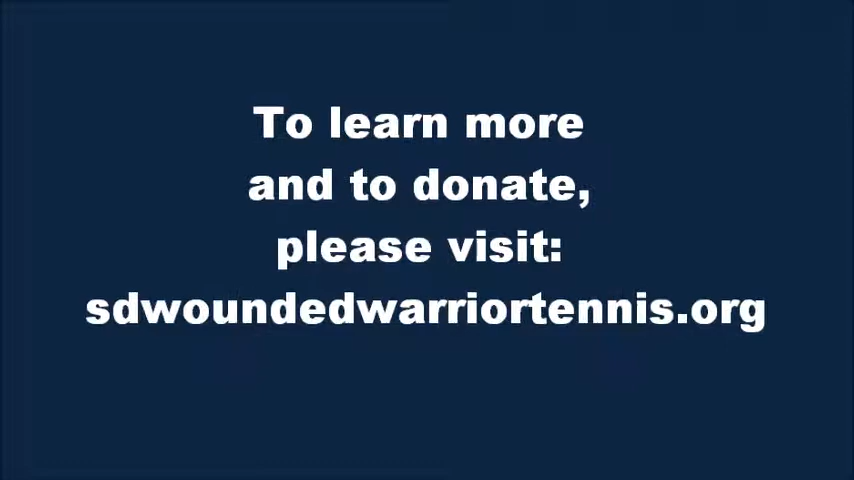 To learn more
and to donate,
please visit:
sdwoundedwarriortennis.org